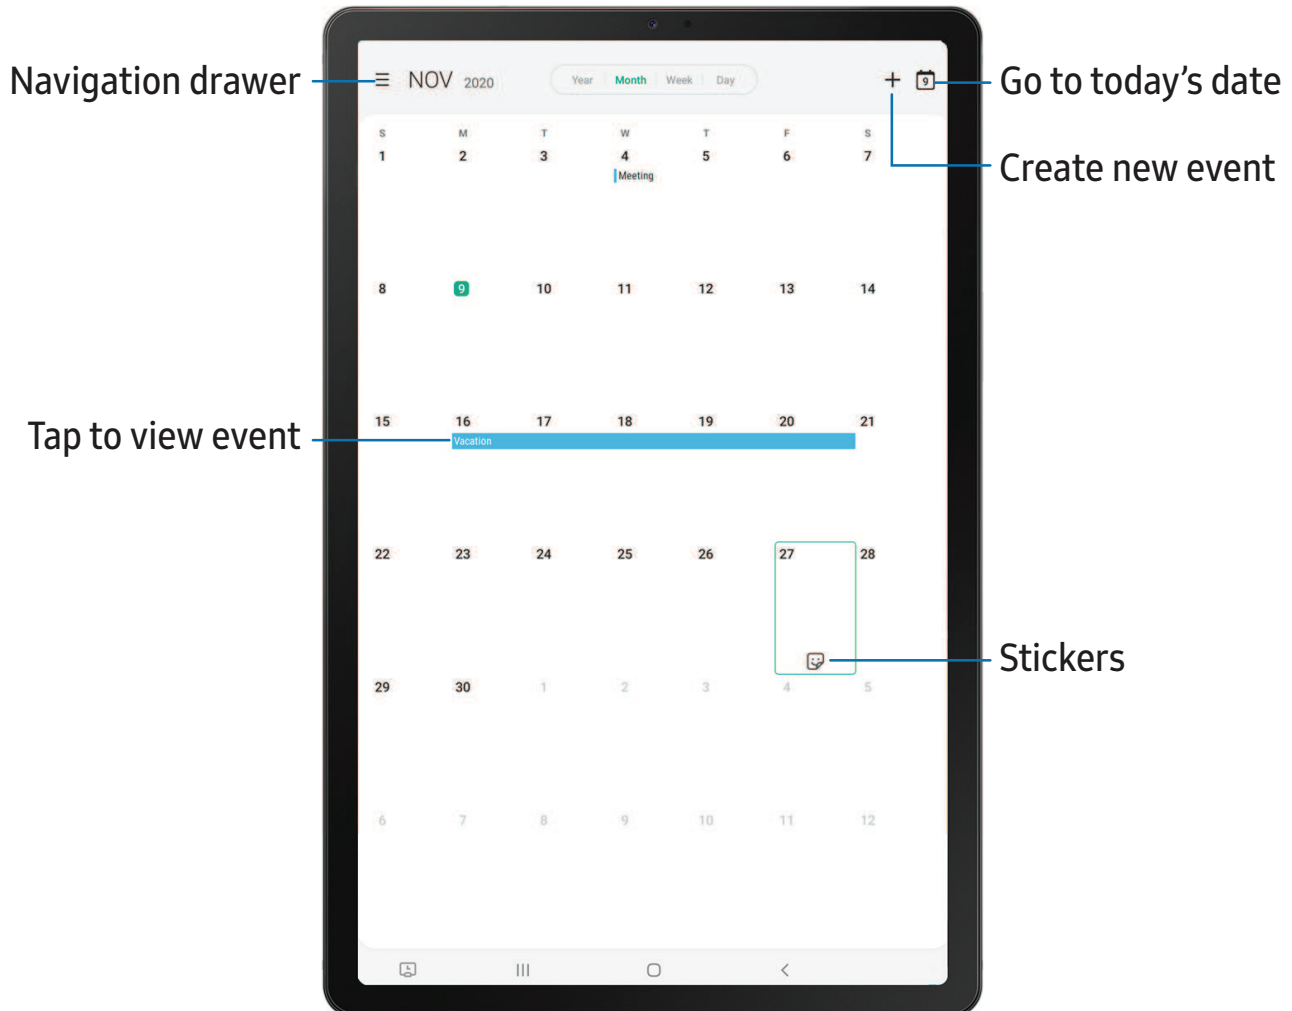 Navigation drawer
NOV 2020
Year Month Week Day
9
Go to today's date
Create new event
S M T W T F S
1 2 3 4 5 6 7
Meeting
8 9 10 11 12 13 14
15 16 17 18 19 20 21
Tap to view event
Vacation
22 23 24 25 26 27 28
Stickers
29 30 1 2 3 4 5
6 7 8 9 10 11 12